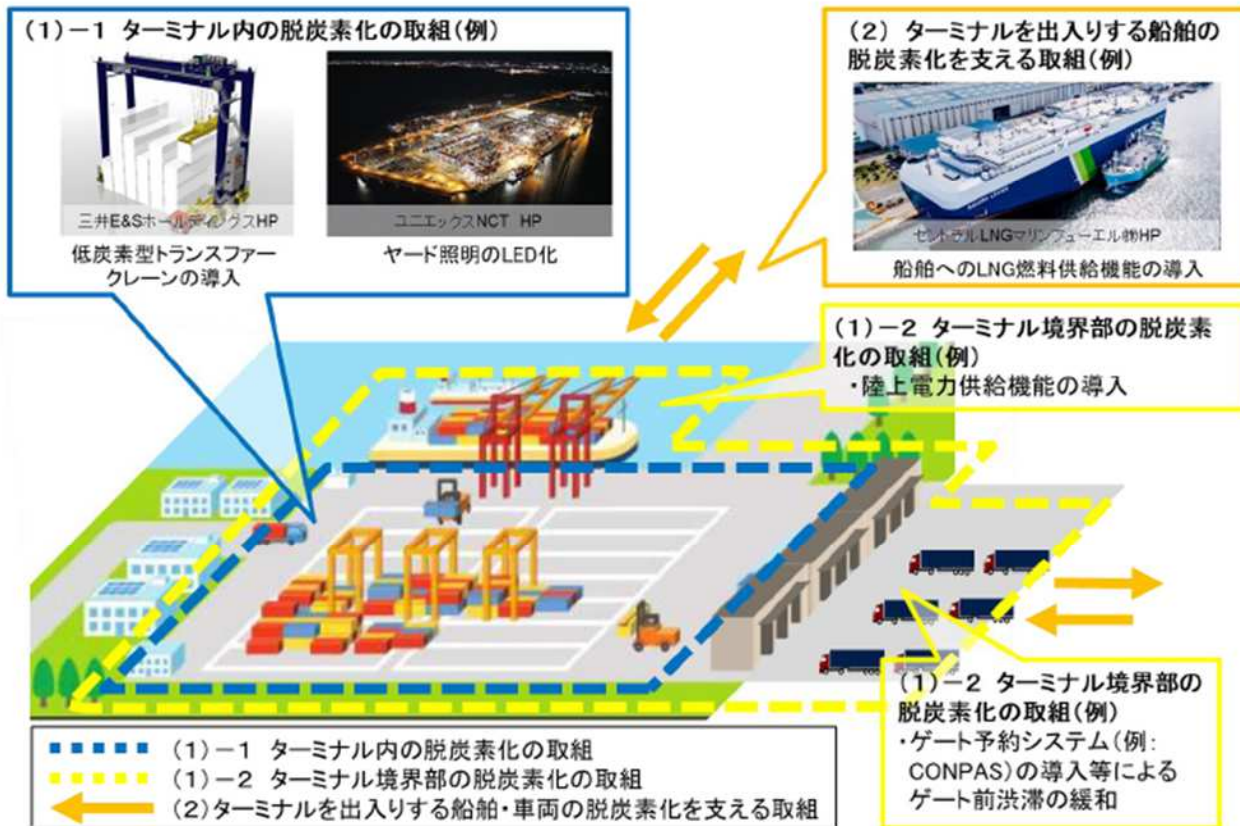 (1)－1 ターミナル内の脱炭素化の取組(例)
三井E&SホールディングスHP
低炭素型トランスファー
クレーンの導入
ユニエックスNCT HP
ヤード照明のLED化
(2) ターミナルを出入りする船舶の
脱炭素化を支える取組(例)
セントラルLNGマリンフューエル㈱HP
船舶へのLNG燃料供給機能の導入
(1)－2 ターミナル境界部の脱炭素
化の取組(例)
・陸上電力供給機能の導入
(1)－2 ターミナル境界部の
脱炭素化の取組(例)
・ゲート予約システム(例：
CONPAS)の導入等による
ゲート前渋滞の緩和
(1)－1 ターミナル内の脱炭素化の取組
(1)－2 ターミナル境界部の脱炭素化の取組
(2)ターミナルを出入りする船舶・車両の脱炭素化を支える取組